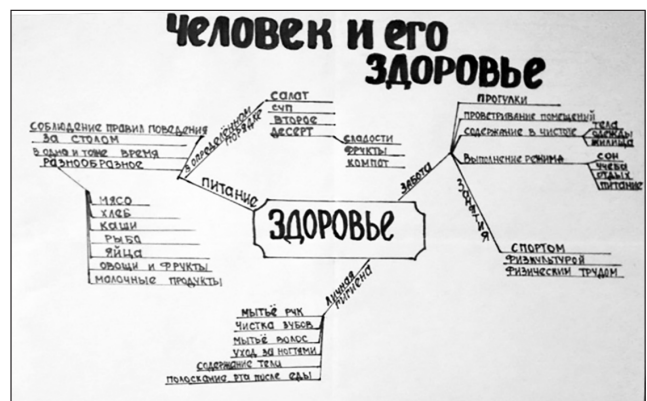 ЧЕЛОВЕК И ЕГО
ЗДОРОВЬЕ
ЗДОРОВЬЕ
ПИТАНИЕ
В ОПРЕДЕЛЕННОМ
ПОРЯДКЕ
САЛАТ
СУП
ВТОРОЕ
ДЕСЕРТ
СЛАДОСТИ
ФРУКТЫ
КОМПОТ
СОБЛЮДЕНИЕ ПРАВИЛ ПОВЕДЕНИЯ
ЗА СТОЛОМ
В ОДНО И ТОЖЕ ВРЕМЯ
РАЗНООБРАЗНОЕ
МЯСО
ХЛЕБ
КАШИ
РЫБА
ЯЙЦА
ОВОЩИ И ФРУКТЫ
МОЛОЧНЫЕ ПРОДУКТЫ
ЗАБОТА
ПРОГУЛКИ
ПРОВЕТРИВАНИЕ ПОМЕЩЕНИЙ
СОДЕРЖАНИЕ В ЧИСТОТЕ
ТЕЛА
ОДЕЖДЫ
ЖИЛИЩА
ВЫПОЛНЕНИЕ РЕЖИМА
СОН
УЧЕБА
ОТДЫХ
ПИТАНИЕ
ЗАНЯТИЯ
СПОРТОМ
ФИЗКУЛЬТУРОЙ
ФИЗИЧЕСКИМ ТРУДОМ
ЛИЧНАЯ
ГИГИЕНА
МЫТЬЁ РУК
ЧИСТКА ЗУБОВ
МЫТЬЁ ВОЛОС
УХОД ЗА НОГТЯМИ
СОДЕРЖАНИЕ ТЕЛА
ПОЛОСКАНИЕ РТА ПОСЛЕ ЕДЫ